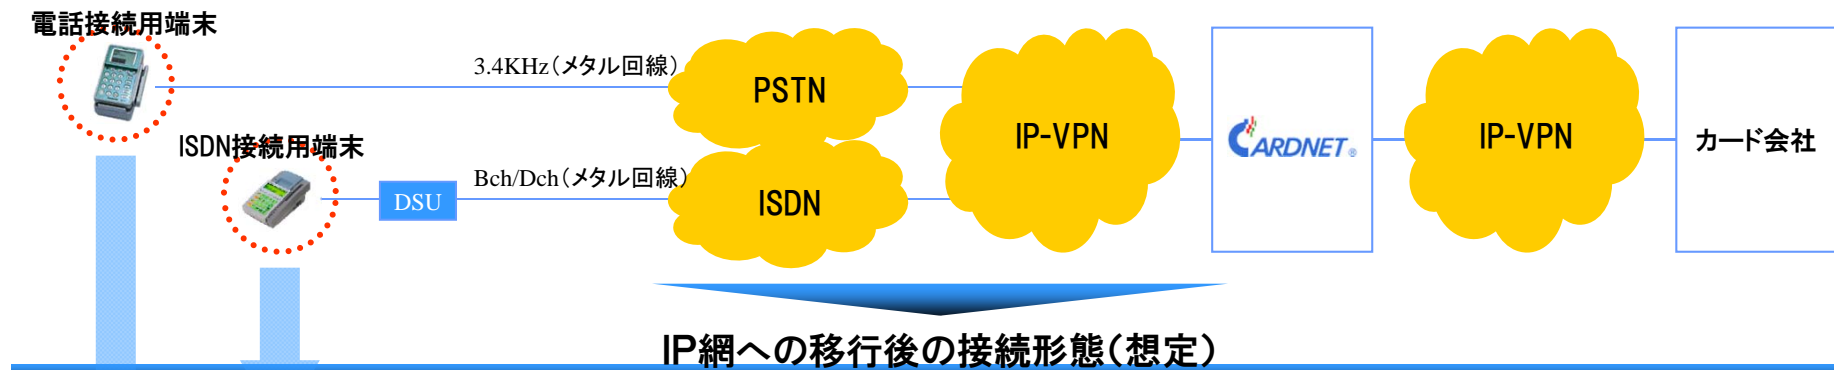 電話接続用端末
3.4KHz（メタル回線）
PSTN
ISDN接続用端末
IP-VPN
CARDNET®
IP-VPN
カード会社
Bch/Dch（メタル回線）
DSU
ISDN
IP網への移行後の接続形態（想定）